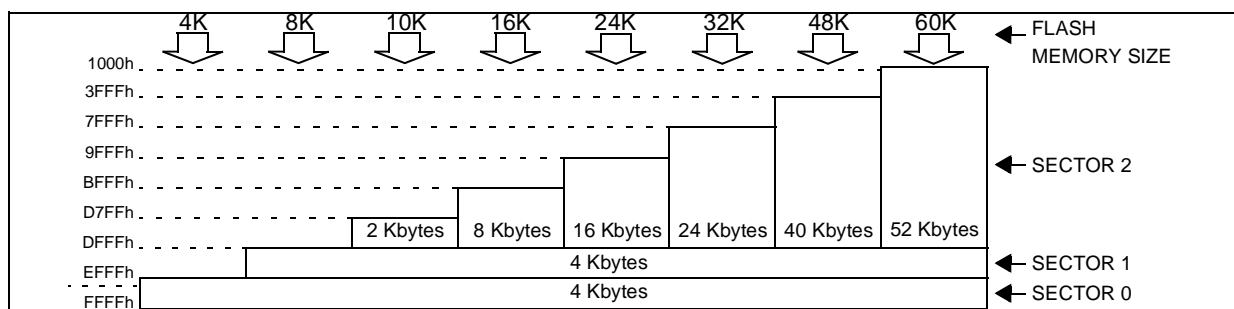 4K 8K 10K 16K 24K 32K 48K 60K FLASH
MEMORY SIZE
1000h
3FFFh
7FFFh
9FFFh
SECTOR 2
BFFFh
D7FFh
2 Kbytes 8 Kbytes 16 Kbytes 24 Kbytes 40 Kbytes 52 Kbytes
DFFFh
4 Kbytes SECTOR 1
EFFFh
4 Kbytes SECTOR 0
FFFFh